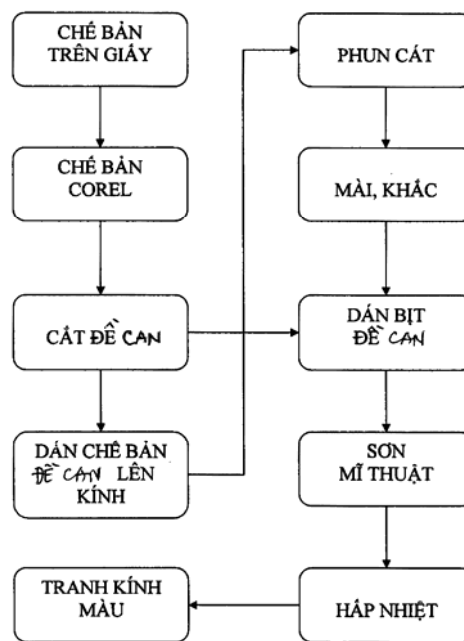 CHẾ BẢN
TRÊN GIẤY
CHẾ BẢN
COREL
CẮT ĐỀ CAN
DÁN CHẾ BẢN
ĐỀ CAN LÊN
KÍNH
PHUN CÁT
MÀI, KHẮC
DÁN BỊT
ĐỀ CAN
SƠN
MĨ THUẬT
HẤP NHIỆT
TRANH KÍNH
MÀU